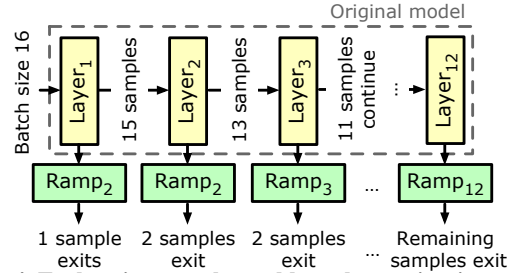 Original model
Batch size 16
Layer1
15 samples
Layer2
13 samples
Layer3
11 samples
continue
...
Layer12
Ramp2
Ramp2
Ramp3
...
Ramp12
1 sample
exits
2 samples
exit
2 samples
exit
...
Remaining
samples exit